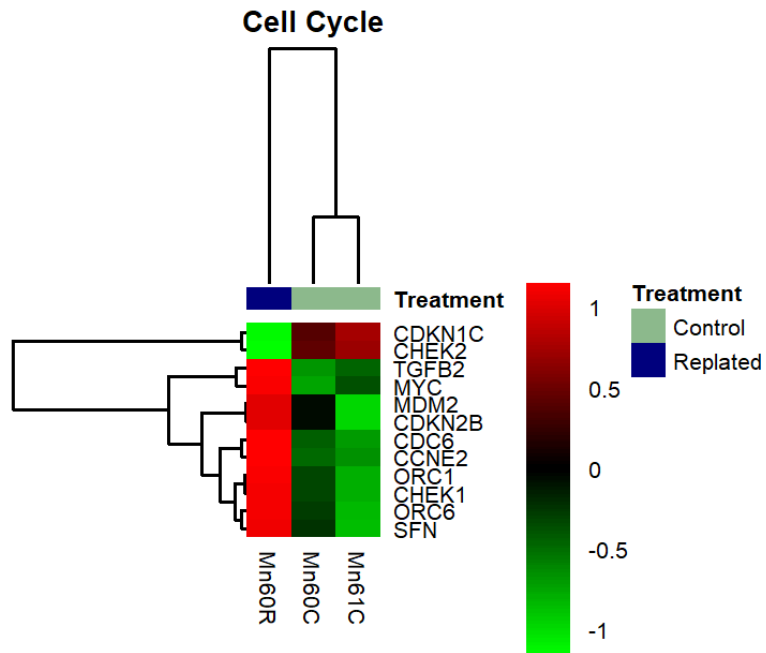 Cell Cycle
Treatment
CDKN1C
CHEK2
TGFB2
MYC
MDM2
CDKN2B
CDC6
CCNE2
ORC1
CHEK1
ORC6
SFN
Mn60R
Mn60C
Mn61C
1
0.5
0
-0.5
-1
Treatment
Control
Replated